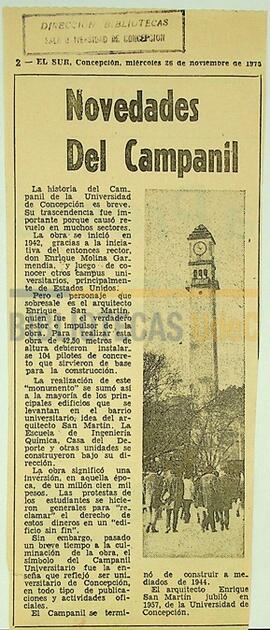 DIRECCION BIBLIOTECAS
UNIVERSIDAD DE CONCEPCION
2 — EL SUR, Concepción, miércoles 26 de noviembre de 1975
Novedades
Del Campanil
La historia del Cam-
panil de la Universidad
de Concepción es breve.
Su trascendencia fue im-
portante porque causó re-
vuelo en muchos sectores.
La obra se inició en
1942, gracias a la inicia-
tiva del entonces rector,
don Enrique Molina Gar-
mendia, y luego de co-
nocer otros campus uni-
versitarios, principalmen-
te de Estados Unidos.
Pero el personaje que
sobresale es el arquitecto
Enrique San Martín,
quien fue el verdadero
autor e impulsor de la
obra. Para realizar esta
obra de 42,50 metros de
altura debieron instalar-
se 104 pilotes de concre-
to que sirvieron de base
para la construcción.
La realización de este
"monumento" se sumó así
a la mayoría de los prin-
cipales edificios que se
levantan en el barrio
universitario, idea del ar-
quitecto San Martín. La
Escuela de Ingeniería
Química, Casa del De-
porte y otras unidades se
construyeron bajo su di-
rección.
La obra significó una
inversión, en aquella épo-
ca, de un millón cien mil
pesos. Las protestas de
los estudiantes se hicie-
ron generales para "re-
clamar" el derecho de
estos dineros en un "edi-
ficio sin fin".
Sin embargo, pasado
un breve tiempo a la cul-
minación de la obra, el
símbolo del Campanil
Universitario fue la en-
seña que reflejó ser uni-
versitario de Concepción,
en todo tipo de publica-
ciones y actividades ofi-
ciales.
El Campanil se termi-
nó de construir a me-
diados de 1944.
El arquitecto Enrique
San Martín jubiló en
1957, de la Universidad de
Concepción.
BIBLIOTECAS